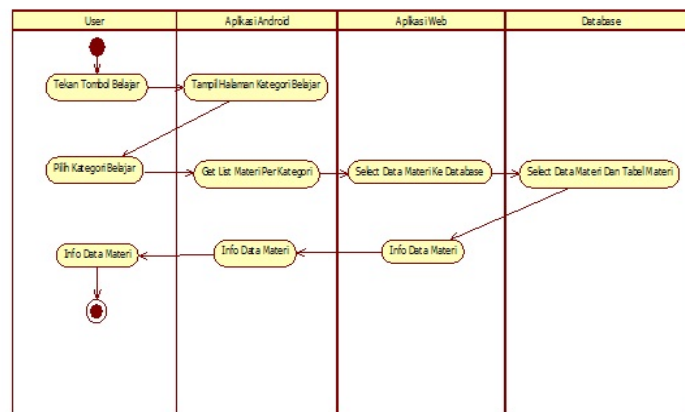 User
Aplikasi Android
Aplikasi Web
Database
Tekan Tombol Belajar
Tampil Halaman Kategori Belajar
Pilih Kategori Belajar
Get List Materi Per Kategori
Select Data Materi Ke Database
Select Data Materi Dan Tabel Materi
Info Data Materi
Info Data Materi
Info Data Materi